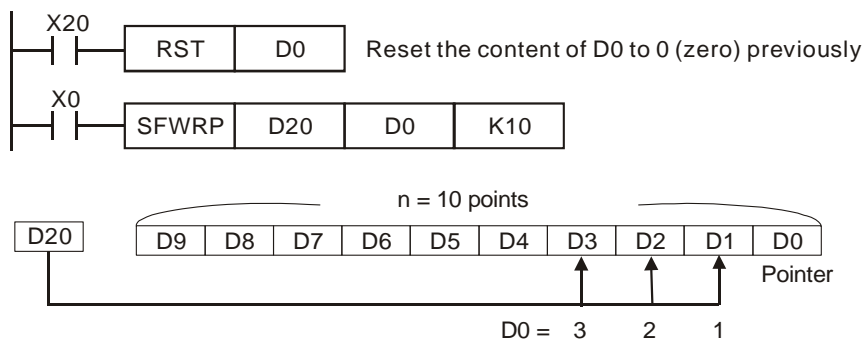 X20
RST D0 Reset the content of D0 to 0 (zero) previously
X0
SFWRP D20 D0 K10
n = 10 points
D20 D9 D8 D7 D6 D5 D4 D3 D2 D1 D0
Pointer
D0 = 3 2 1